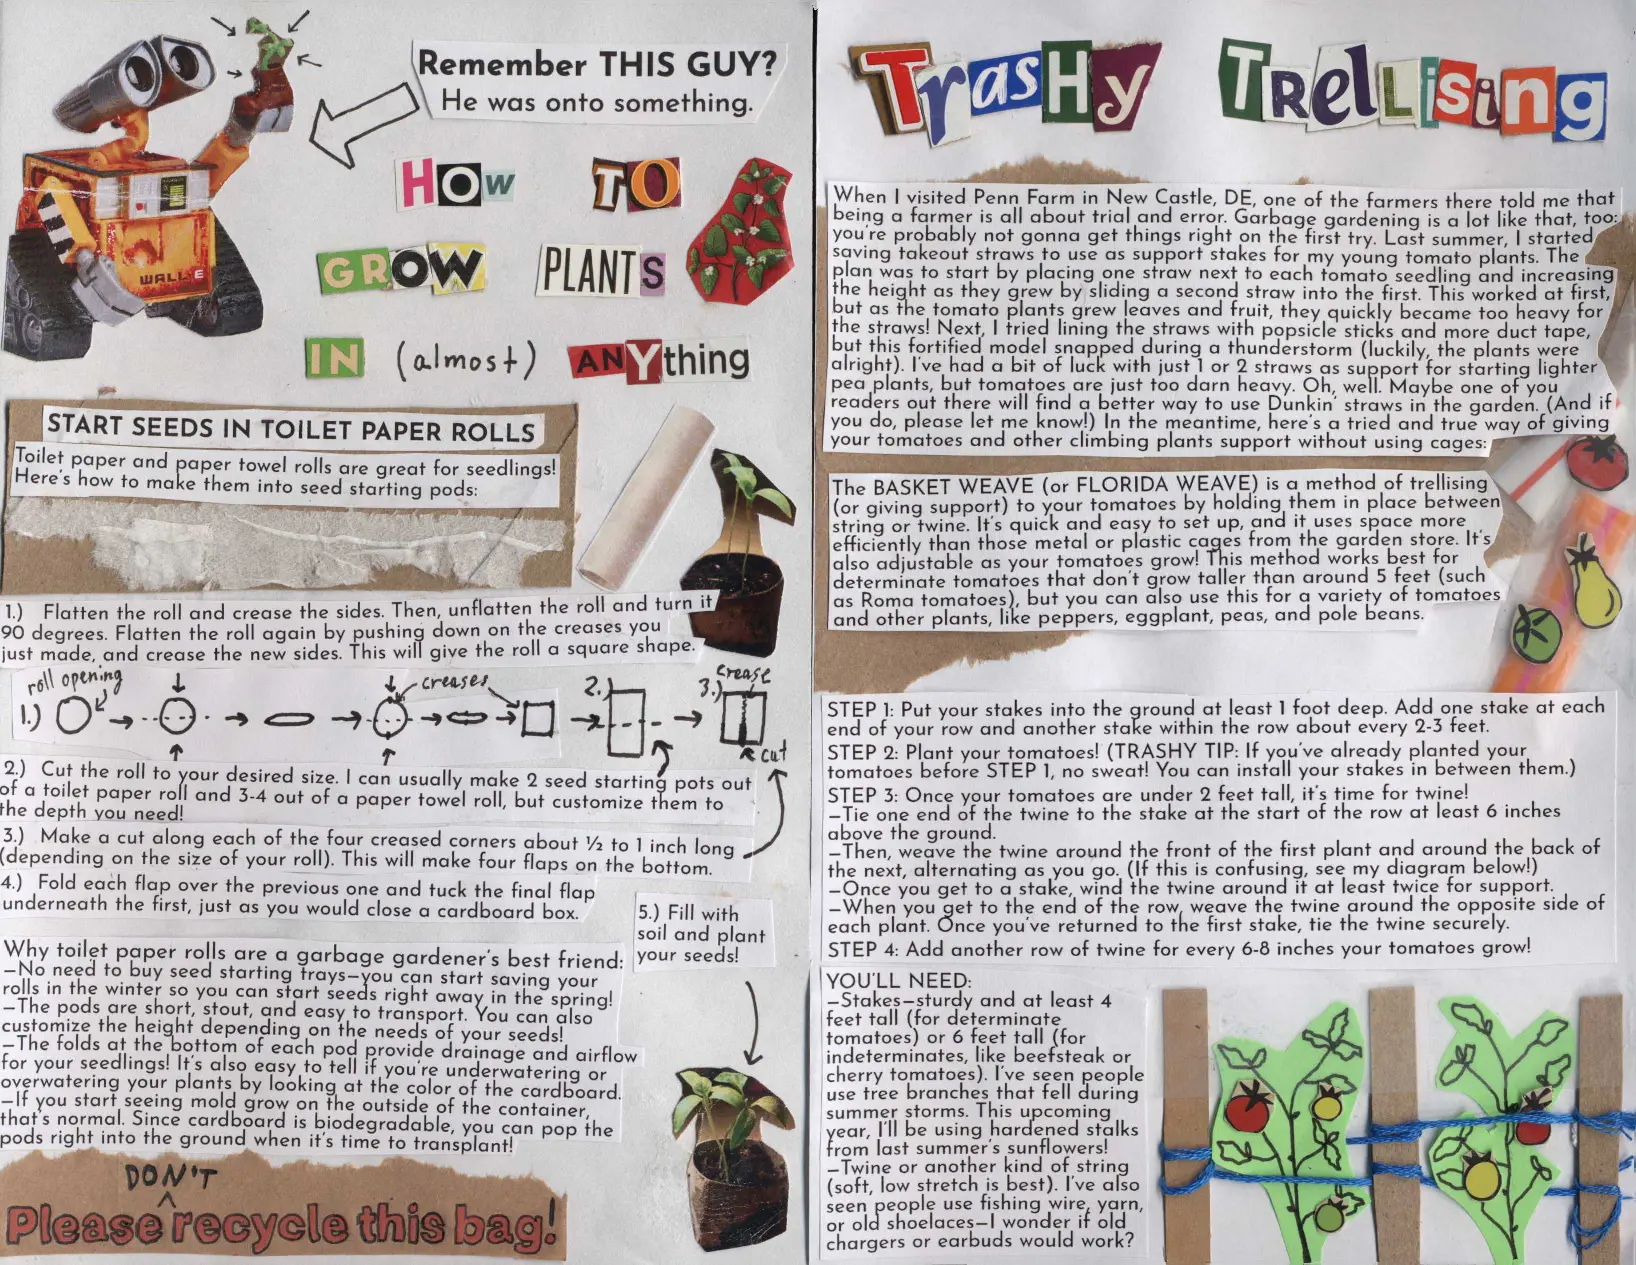 Remember THIS GUY?
He was onto something.
HOW TO
GROW PLANTS
IN (almost) ANYthing
WALL·E
START SEEDS IN TOILET PAPER ROLLS
Toilet paper and paper towel rolls are great for seedlings!
Here's how to make them into seed starting pods:
1.) Flatten the roll and crease the sides. Then, unflatten the roll and turn it
90 degrees. Flatten the roll again by pushing down on the creases you
just made, and crease the new sides. This will give the roll a square shape.
roll opening
1.)
creases
2.)
3.)
crease
cut
2.) Cut the roll to your desired size. I can usually make 2 seed starting pots out
of a toilet paper roll and 3-4 out of a paper towel roll, but customize them to
the depth you need!
3.) Make a cut along each of the four creased corners about ½ to 1 inch long
(depending on the size of your roll). This will make four flaps on the bottom.
4.) Fold each flap over the previous one and tuck the final flap
underneath the first, just as you would close a cardboard box.
5.) Fill with
soil and plant
your seeds!
Why toilet paper rolls are a garbage gardener's best friend:
—No need to buy seed starting trays—you can start saving your
rolls in the winter so you can start seeds right away in the spring!
—The pods are short, stout, and easy to transport. You can also
customize the height depending on the needs of your seeds!
—The folds at the bottom of each pod provide drainage and airflow
for your seedlings! It's also easy to tell if you're underwatering or
overwatering your plants by looking at the color of the cardboard.
—If you start seeing mold grow on the outside of the container,
that's normal. Since cardboard is biodegradable, you can pop the
pods right into the ground when it's time to transplant!
DON'T
Please recycle this bag!
Trashy Trellising
When I visited Penn Farm in New Castle, DE, one of the farmers there told me that
being a farmer is all about trial and error. Garbage gardening is a lot like that, too:
you're probably not gonna get things right on the first try. Last summer, I started
saving takeout straws to use as support stakes for my young tomato plants. The
plan was to start by placing one straw next to each tomato seedling and increasing
the height as they grew by sliding a second straw into the first. This worked at first,
but as the tomato plants grew leaves and fruit, they quickly became too heavy for
the straws! Next, I tried lining the straws with popsicle sticks and more duct tape,
but this fortified model snapped during a thunderstorm (luckily, the plants were
alright). I've had a bit of luck with just 1 or 2 straws as support for starting lighter
pea plants, but tomatoes are just too darn heavy. Oh, well. Maybe one of you
readers out there will find a better way to use Dunkin' straws in the garden. (And if
you do, please let me know!) In the meantime, here's a tried and true way of giving
your tomatoes and other climbing plants support without using cages:
The BASKET WEAVE (or FLORIDA WEAVE) is a method of trellising
(or giving support) to your tomatoes by holding them in place between
string or twine. It's quick and easy to set up, and it uses space more
efficiently than those metal or plastic cages from the garden store. It's
also adjustable as your tomatoes grow! This method works best for
determinate tomatoes that don't grow taller than around 5 feet (such
as Roma tomatoes), but you can also use this for a variety of tomatoes
and other plants, like peppers, eggplant, peas, and pole beans.
STEP 1: Put your stakes into the ground at least 1 foot deep. Add one stake at each
end of your row and another stake within the row about every 2-3 feet.
STEP 2: Plant your tomatoes! (TRASHY TIP: If you've already planted your
tomatoes before STEP 1, no sweat! You can install your stakes in between them.)
STEP 3: Once your tomatoes are under 2 feet tall, it's time for twine!
—Tie one end of the twine to the stake at the start of the row at least 6 inches
above the ground.
—Then, weave the twine around the front of the first plant and around the back of
the next, alternating as you go. (If this is confusing, see my diagram below!)
—Once you get to a stake, wind the twine around it at least twice for support.
—When you get to the end of the row, weave the twine around the opposite side of
each plant. Once you've returned to the first stake, tie the twine securely.
STEP 4: Add another row of twine for every 6-8 inches your tomatoes grow!
YOU'LL NEED:
—Stakes—sturdy and at least 4
feet tall (for determinate
tomatoes) or 6 feet tall (for
indeterminates, like beefsteak or
cherry tomatoes). I've seen people
use tree branches that fell during
summer storms. This upcoming
year, I'll be using hardened stalks
from last summer's sunflowers!
—Twine or another kind of string
(soft, low stretch is best). I've also
seen people use fishing wire, yarn,
or old shoelaces—I wonder if old
chargers or earbuds would work?